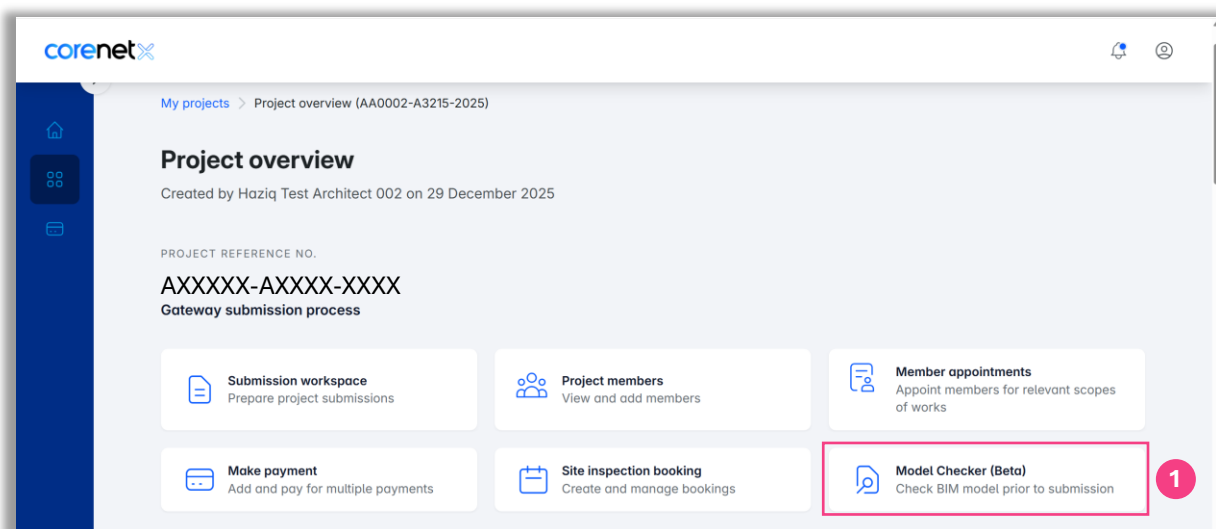 corenetx
My projects > Project overview (AA0002-A3215-2025)
Project overview
Created by Haziq Test Architect 002 on 29 December 2025
PROJECT REFERENCE NO.
AXXXXX-AXXXX-XXXX
Gateway submission process
Submission workspace
Prepare project submissions
Project members
View and add members
Member appointments
Appoint members for relevant scopes
of works
Make payment
Add and pay for multiple payments
Site inspection booking
Create and manage bookings
Model Checker (Beta)
Check BIM model prior to submission
1